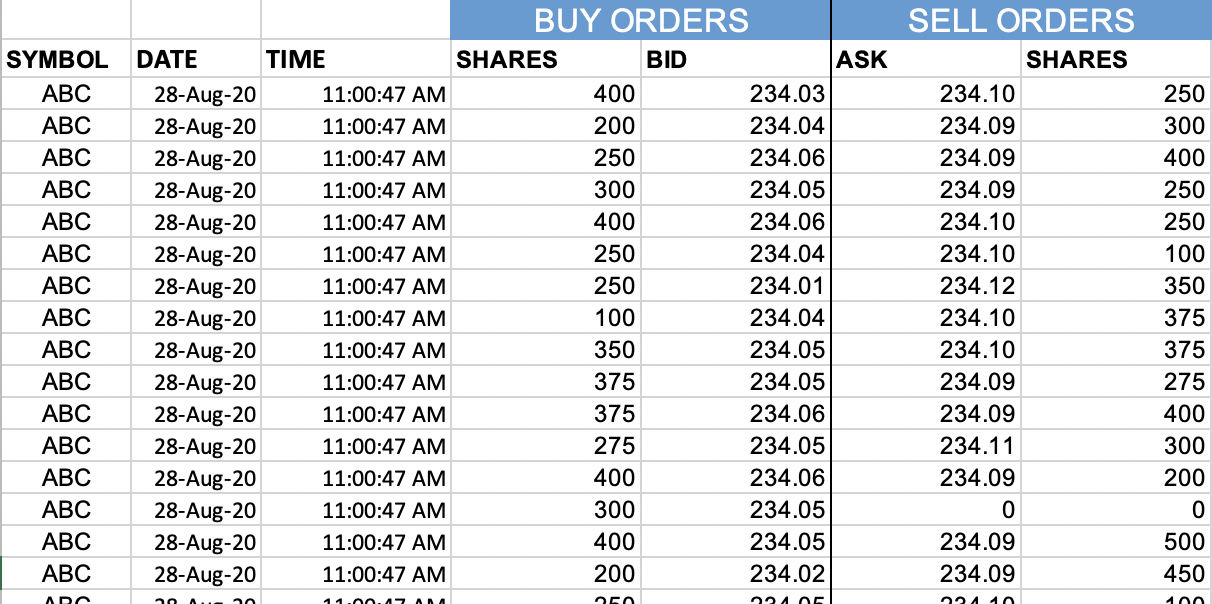 BUY ORDERS SELL ORDERS
SYMBOL DATE TIME SHARES BID ASK SHARES
ABC 28-Aug-20 11:00:47 AM 400 234.03 234.10 250
ABC 28-Aug-20 11:00:47 AM 200 234.04 234.09 300
ABC 28-Aug-20 11:00:47 AM 250 234.06 234.09 400
ABC 28-Aug-20 11:00:47 AM 300 234.05 234.09 250
ABC 28-Aug-20 11:00:47 AM 400 234.06 234.10 250
ABC 28-Aug-20 11:00:47 AM 250 234.04 234.10 100
ABC 28-Aug-20 11:00:47 AM 250 234.01 234.12 350
ABC 28-Aug-20 11:00:47 AM 100 234.04 234.10 375
ABC 28-Aug-20 11:00:47 AM 350 234.05 234.10 375
ABC 28-Aug-20 11:00:47 AM 375 234.05 234.09 275
ABC 28-Aug-20 11:00:47 AM 375 234.06 234.09 400
ABC 28-Aug-20 11:00:47 AM 275 234.05 234.11 300
ABC 28-Aug-20 11:00:47 AM 400 234.06 234.09 200
ABC 28-Aug-20 11:00:47 AM 300 234.05 0 0
ABC 28-Aug-20 11:00:47 AM 400 234.05 234.09 500
ABC 28-Aug-20 11:00:47 AM 200 234.02 234.09 450